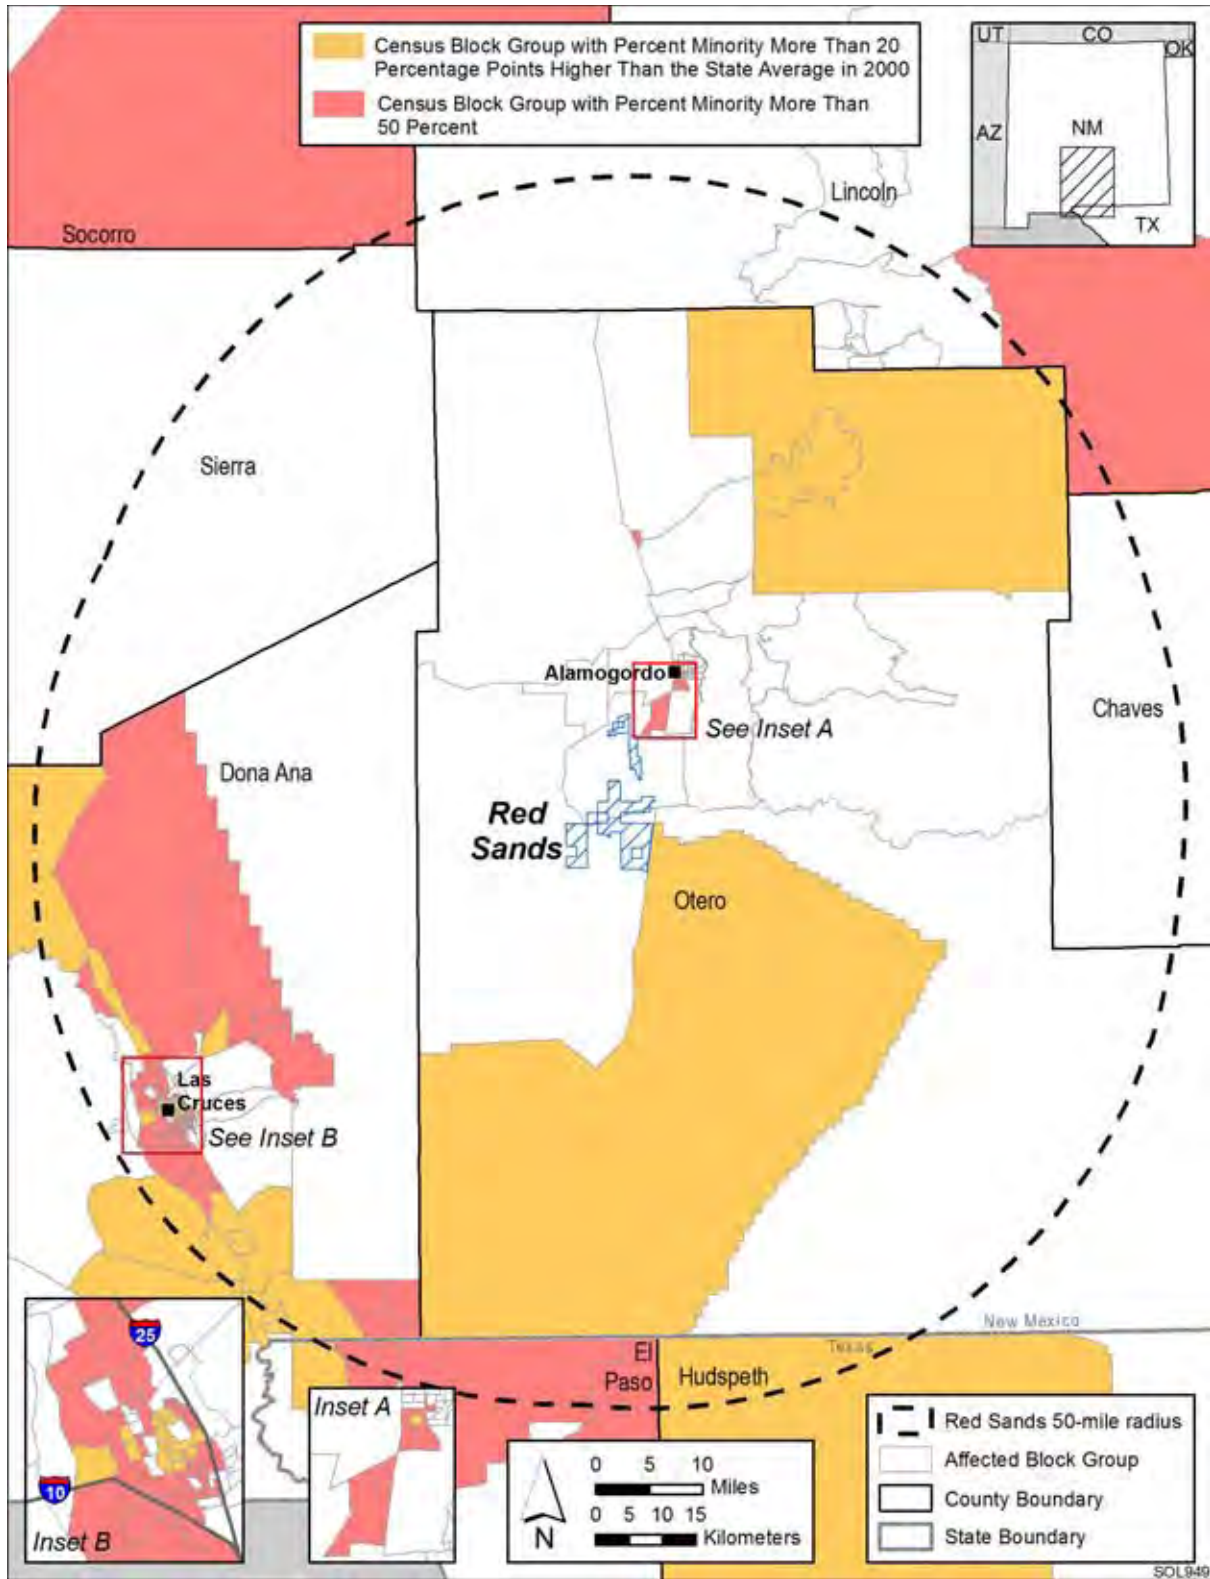 Census Block Group with Percent Minority More Than 20
Percentage Points Higher Than the State Average in 2000
Census Block Group with Percent Minority More Than
50 Percent
UT
CO
OK
AZ
NM
TX
Lincoln
Socorro
Sierra
Alamogordo
See Inset A
Chaves
Dona Ana
Red
Sands
Otero
Las
Cruces
See Inset B
New Mexico
Texas
El
Paso
Hudspeth
25
10
Inset B
Inset A
0 5 10
Miles
0 5 10 15
Kilometers
N
Red Sands 50-mile radius
Affected Block Group
County Boundary
State Boundary
SOL949